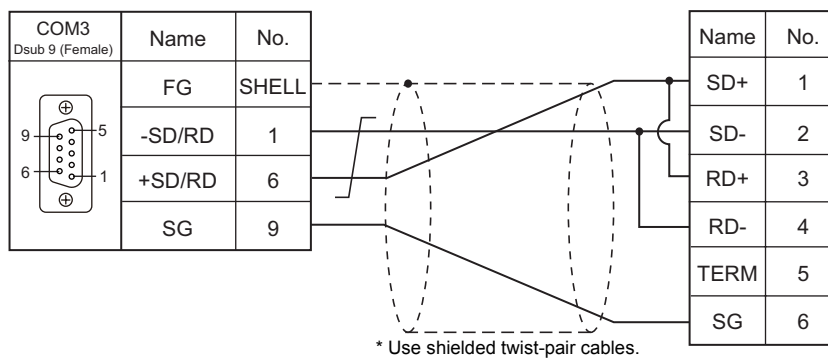 COM3
Dsub 9 (Female)
Name No.
FG SHELL
-SD/RD 1
+SD/RD 6
SG 9
9 5
6 1
Name No.
SD+ 1
SD- 2
RD+ 3
RD- 4
TERM 5
SG 6
* Use shielded twist-pair cables.